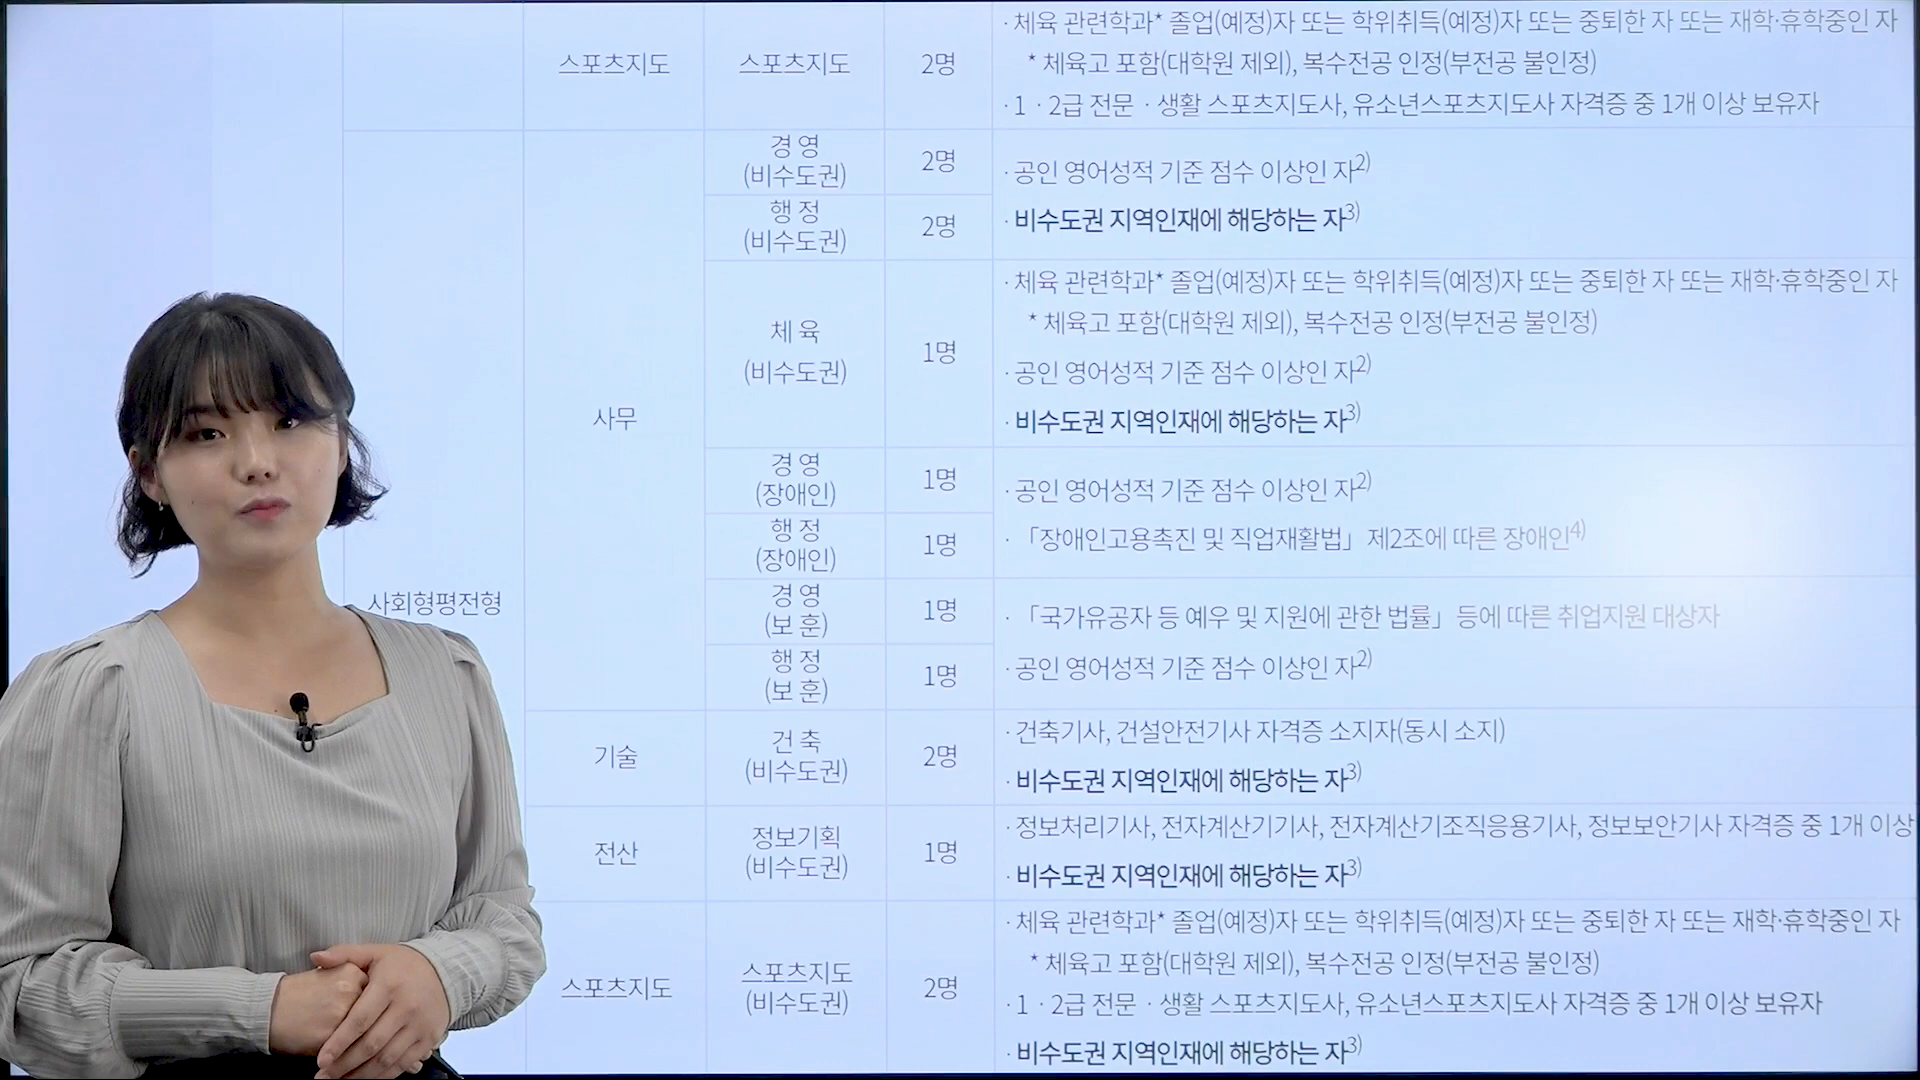 스포츠지도
스포츠지도
2명
· 체육 관련학과* 졸업(예정)자 또는 학위취득(예정)자 또는 중퇴한 자 또는 재학·휴학중인 자
* 체육고 포함(대학원 제외), 복수전공 인정(부전공 불인정)
· 1 · 2급 전문 · 생활 스포츠지도사, 유소년스포츠지도사 자격증 중 1개 이상 보유자
사회형평전형
사무
경 영
(비수도권)
2명
행 정
(비수도권)
2명
· 공인 영어성적 기준 점수 이상인 자2)
· 비수도권 지역인재에 해당하는 자3)
체 육
(비수도권)
1명
· 체육 관련학과* 졸업(예정)자 또는 학위취득(예정)자 또는 중퇴한 자 또는 재학·휴학중인 자
* 체육고 포함(대학원 제외), 복수전공 인정(부전공 불인정)
· 공인 영어성적 기준 점수 이상인 자2)
· 비수도권 지역인재에 해당하는 자3)
경 영
(장애인)
1명
행 정
(장애인)
1명
· 공인 영어성적 기준 점수 이상인 자2)
· 「장애인고용촉진 및 직업재활법」 제2조에 따른 장애인4)
경 영
(보 훈)
1명
행 정
(보 훈)
1명
· 「국가유공자 등 예우 및 지원에 관한 법률」 등에 따른 취업지원 대상자
· 공인 영어성적 기준 점수 이상인 자2)
기술
건 축
(비수도권)
2명
· 건축기사, 건설안전기사 자격증 소지자(동시 소지)
· 비수도권 지역인재에 해당하는 자3)
전산
정보기획
(비수도권)
1명
· 정보처리기사, 전자계산기기사, 전자계산기조직응용기사, 정보보안기사 자격증 중 1개 이상
· 비수도권 지역인재에 해당하는 자3)
스포츠지도
스포츠지도
(비수도권)
2명
· 체육 관련학과* 졸업(예정)자 또는 학위취득(예정)자 또는 중퇴한 자 또는 재학·휴학중인 자
* 체육고 포함(대학원 제외), 복수전공 인정(부전공 불인정)
· 1 · 2급 전문 · 생활 스포츠지도사, 유소년스포츠지도사 자격증 중 1개 이상 보유자
· 비수도권 지역인재에 해당하는 자3)